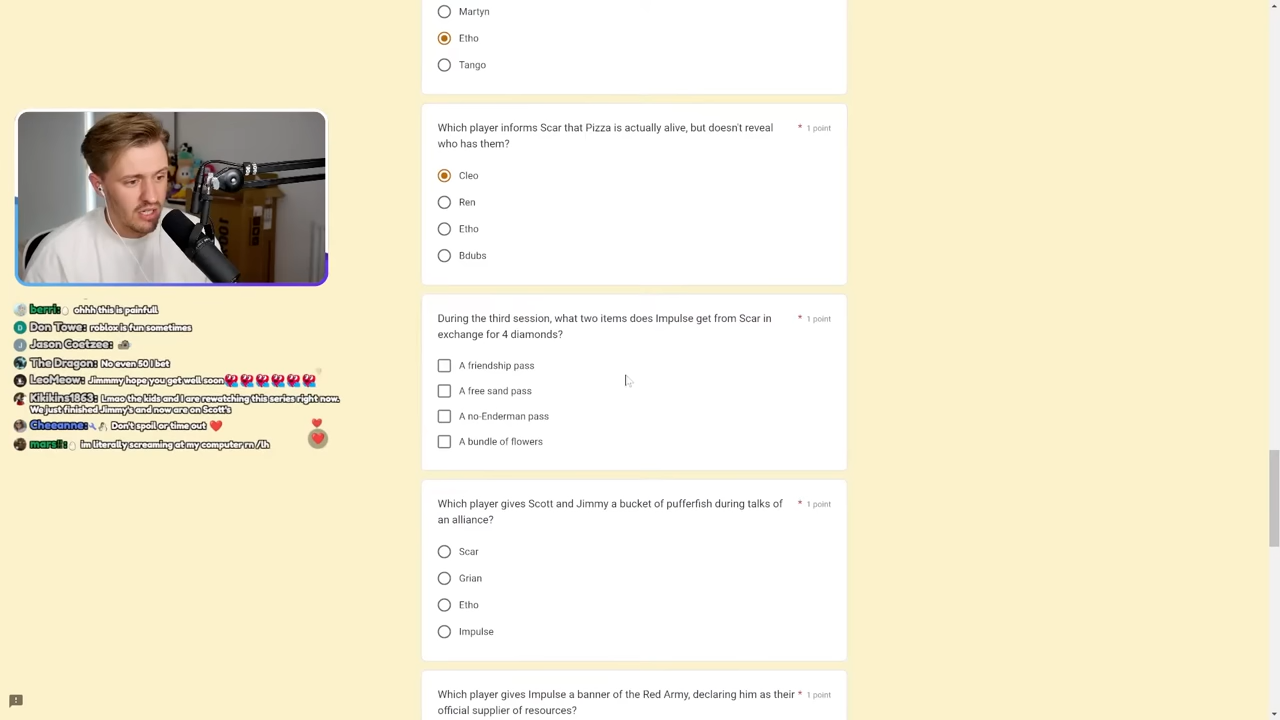 Martyn
Etho
Tango
Which player informs Scar that Pizza is actually alive, but doesn't reveal
who has them?
* 1 point
Cleo
Ren
Etho
Bdubs
During the third session, what two items does Impulse get from Scar in
exchange for 4 diamonds?
* 1 point
A friendship pass
A free sand pass
A no-Enderman pass
A bundle of flowers
Which player gives Scott and Jimmy a bucket of pufferfish during talks of
an alliance?
* 1 point
Scar
Grian
Etho
Impulse
Which player gives Impulse a banner of the Red Army, declaring him as their
official supplier of resources?
* 1 point
berri: ohhh this is painfull
Don Towe: roblox is fun sometimes
Jason Coetzee:
The Dragon: No even 50 I bet
LeoMeow: Jimmmy hope you get well soon
Kikikins1863: Lmao the kids and I are rewatching this series right now.
We just finished Jimmy's and now are on Scott's
Cheeanne: Don't spoil or time out
mars!!: im literally screaming at my computer rn /lh